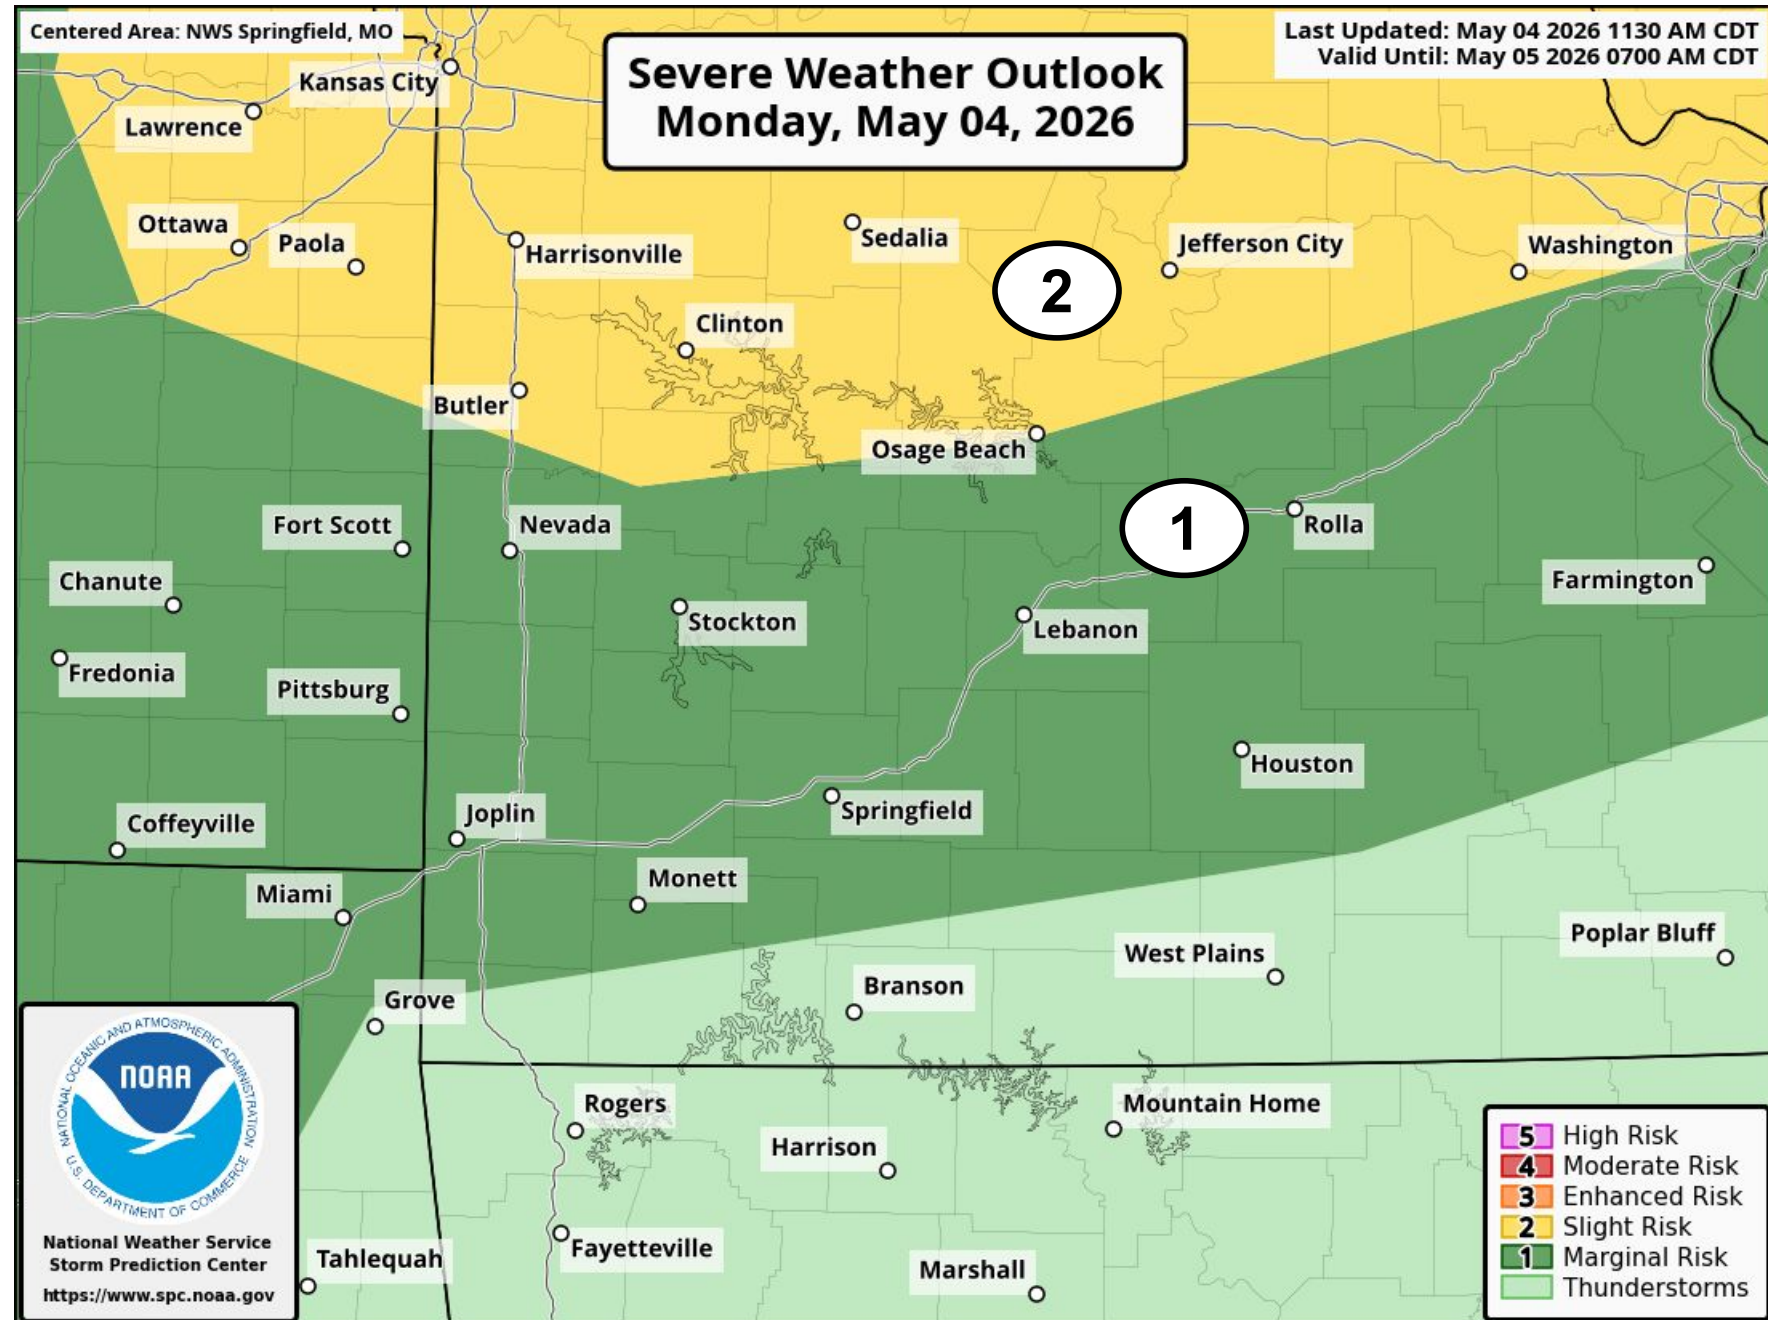 Centered Area: NWS Springfield, MO
Severe Weather Outlook
Monday, May 04, 2026
Last Updated: May 04 2026 1130 AM CDT
Valid Until: May 05 2026 0700 AM CDT
Kansas City
Lawrence
Ottawa
Paola
Harrisonville
Sedalia
Jefferson City
Washington
2
Clinton
Butler
Osage Beach
Fort Scott
Nevada
1
Rolla
Chanute
Farmington
Stockton
Lebanon
Fredonia
Pittsburg
Houston
Joplin
Springfield
Coffeyville
Miami
Monett
Poplar Bluff
West Plains
Branson
Grove
Rogers
Mountain Home
Harrison
Fayetteville
Tahlequah
Marshall
NATIONAL OCEANIC AND ATMOSPHERIC ADMINISTRATION
NOAA
U.S. DEPARTMENT OF COMMERCE
National Weather Service
Storm Prediction Center
https://www.spc.noaa.gov
5 High Risk
4 Moderate Risk
3 Enhanced Risk
2 Slight Risk
1 Marginal Risk
Thunderstorms